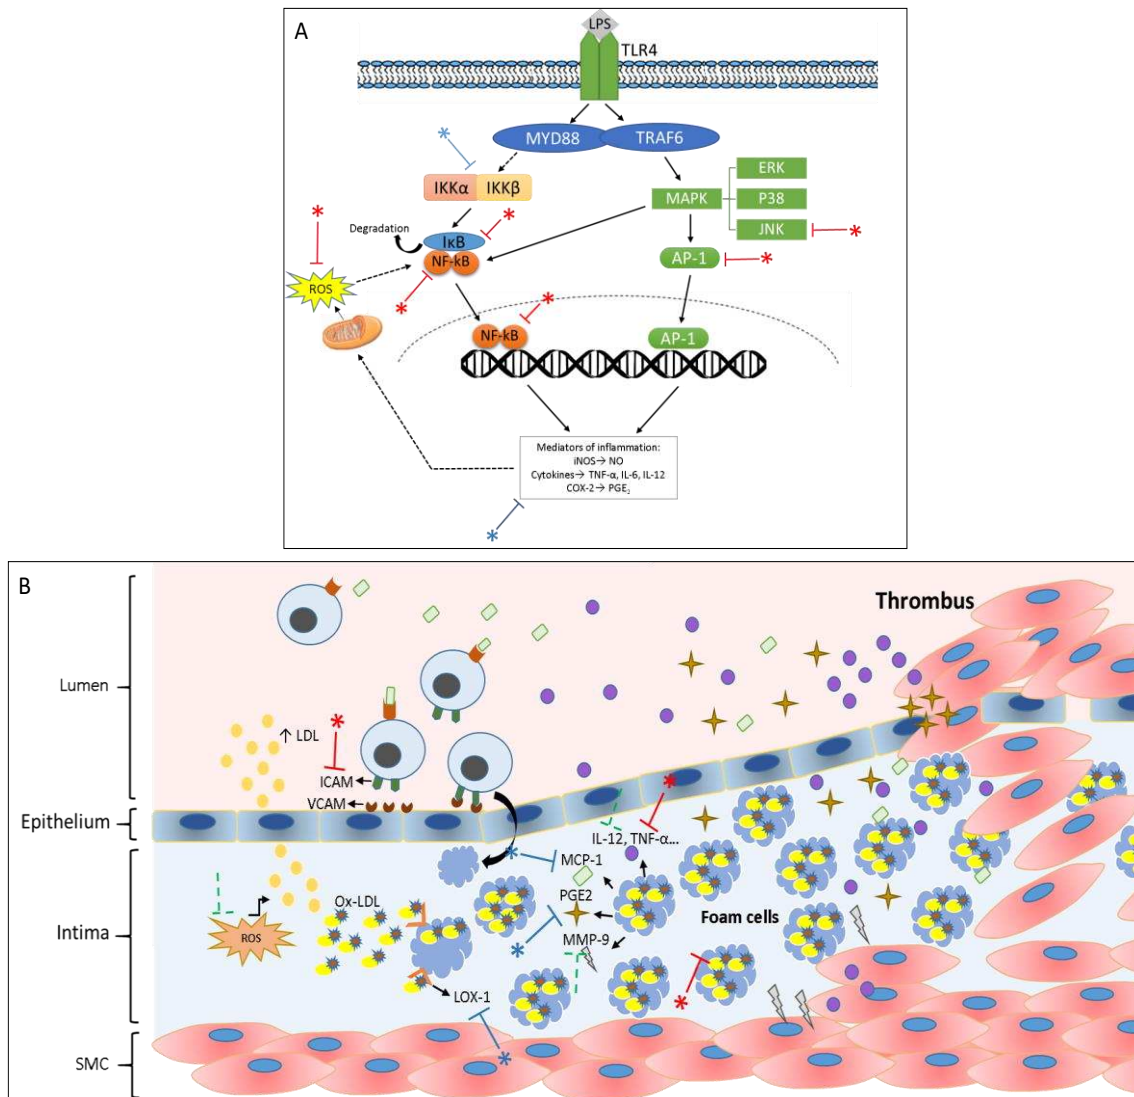 A
LPS
TLR4
MYD88
TRAF6
ERK
IKKα
IKKβ
MAPK
P38
JNK
Degradation
IκB
NF-kB
AP-1
ROS
NF-kB
AP-1
Mediators of inflammation:
iNOS→ NO
Cytokines→ TNF-α, IL-6, IL-12
COX-2→ PGE2
B
Thrombus
Lumen
↑ LDL
ICAM
VCAM
Epithelium
IL-12, TNF-α...
MCP-1
PGE2
Ox-LDL
Foam cells
Intima
ROS
MMP-9
LOX-1
SMC